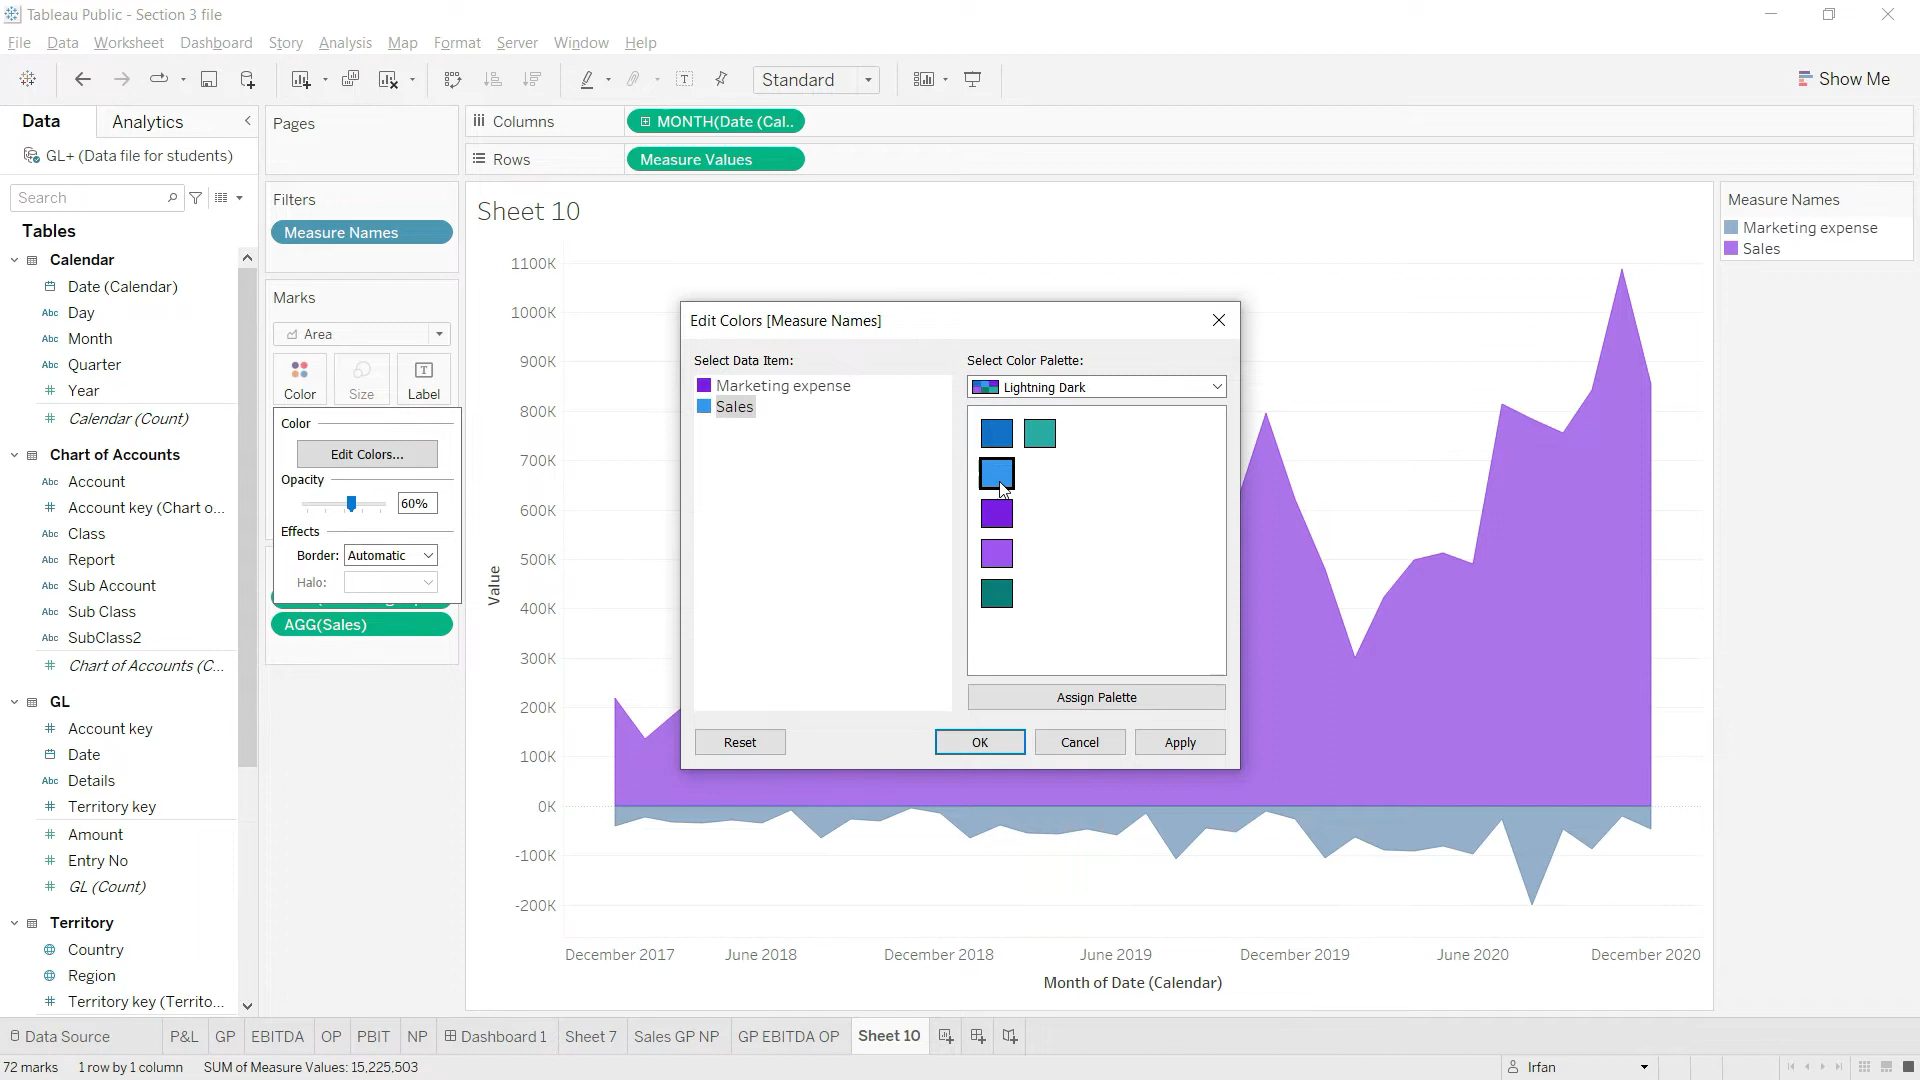 Tableau Public - Section 3 file
File Data Worksheet Dashboard Story Analysis Map Format Server Window Help
Standard
Show Me
Data Analytics
GL+ (Data file for students)
Search
Tables
Calendar
Date (Calendar)
Abc Day
Abc Month
Abc Quarter
# Year
# Calendar (Count)
Chart of Accounts
Abc Account
# Account key (Chart o...
Abc Class
Abc Report
Abc Sub Account
Abc Sub Class
Abc SubClass2
# Chart of Accounts (C...
GL
# Account key
Date
Abc Details
# Territory key
# Amount
# Entry No
# GL (Count)
Territory
Country
Region
# Territory key (Territo...
Pages
Filters
Measure Names
Marks
Area
Color Size Label
Color
Edit Colors...
Opacity
60%
Effects
Border: Automatic
Halo:
AGG(Sales)
Columns MONTH(Date (Cal..
Rows Measure Values
Sheet 10
1100K
1000K
900K
800K
700K
600K
500K
400K
300K
200K
100K
0K
-100K
-200K
Value
December 2017 June 2018 December 2018 June 2019 December 2019 June 2020 December 2020
Month of Date (Calendar)
Edit Colors [Measure Names]
Select Data Item:
Marketing expense
Sales
Select Color Palette:
Lightning Dark
Assign Palette
Reset OK Cancel Apply
Measure Names
Marketing expense
Sales
Data Source P&L GP EBITDA OP PBIT NP Dashboard 1 Sheet 7 Sales GP NP GP EBITDA OP Sheet 10
72 marks 1 row by 1 column SUM of Measure Values: 15,225,503
Irfan